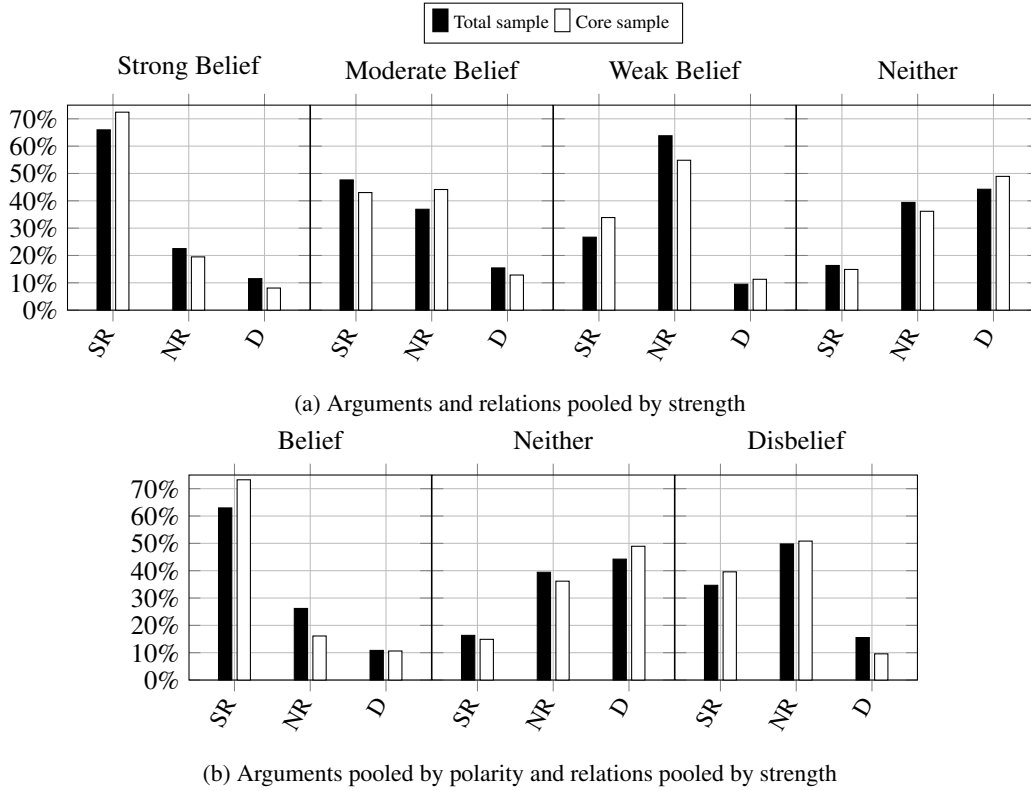 Total sample Core sample
Strong Belief Moderate Belief Weak Belief Neither
70%
60%
50%
40%
30%
20%
10%
0%
SR NR D SR NR D SR NR D SR NR D
(a) Arguments and relations pooled by strength
Belief Neither Disbelief
70%
60%
50%
40%
30%
20%
10%
0%
SR NR D SR NR D SR NR D
(b) Arguments pooled by polarity and relations pooled by strength